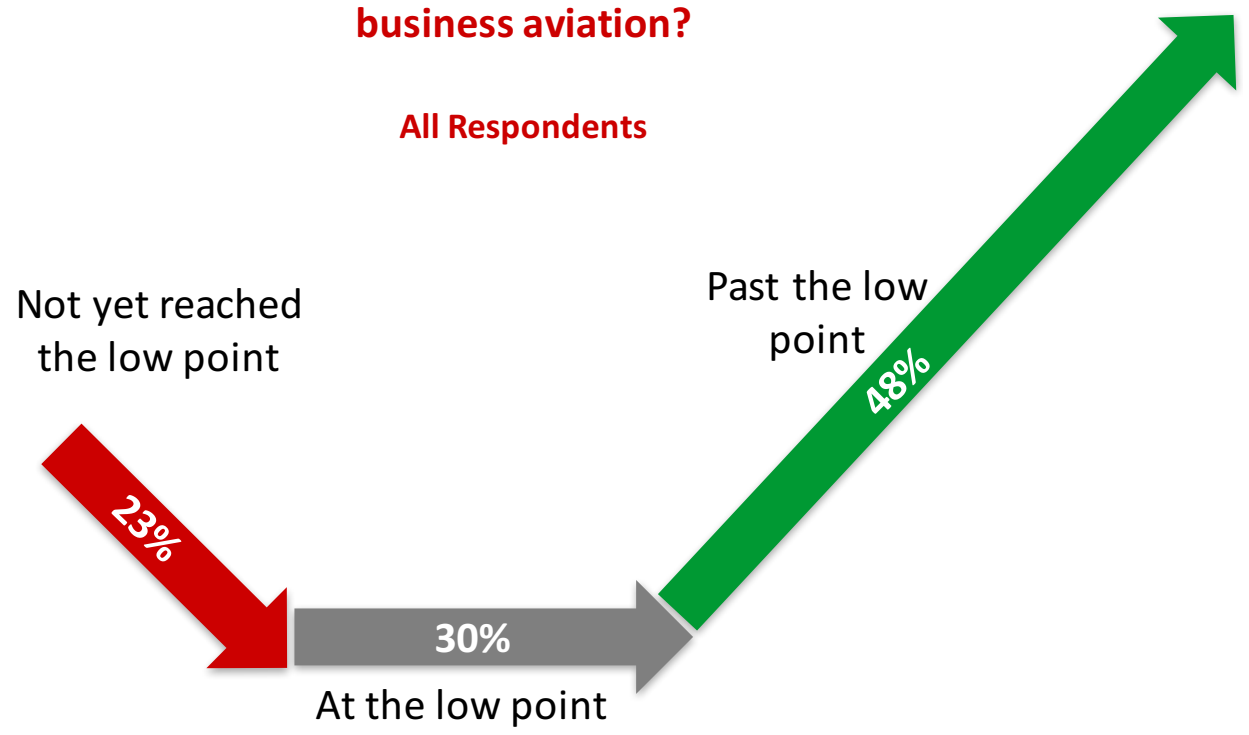 business aviation?
All Respondents
Not yet reached
the low point
Past the low
point
48%
23%
30%
At the low point